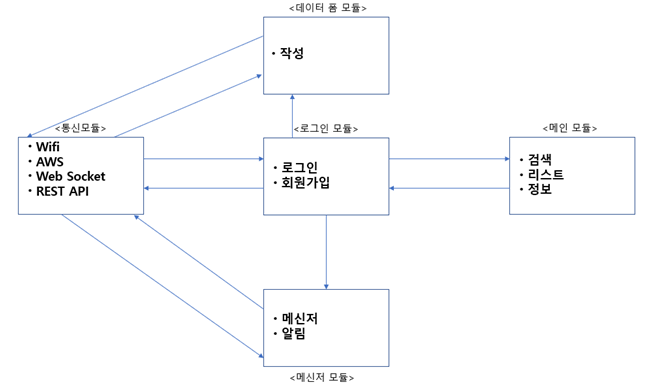 <데이터 폼 모듈>
・작성
<통신모듈>
・Wifi
・AWS
・Web Socket
・REST API
<로그인 모듈>
・로그인
・회원가입
<메인 모듈>
・검색
・리스트
・정보
・메신저
・알림
<메신저 모듈>